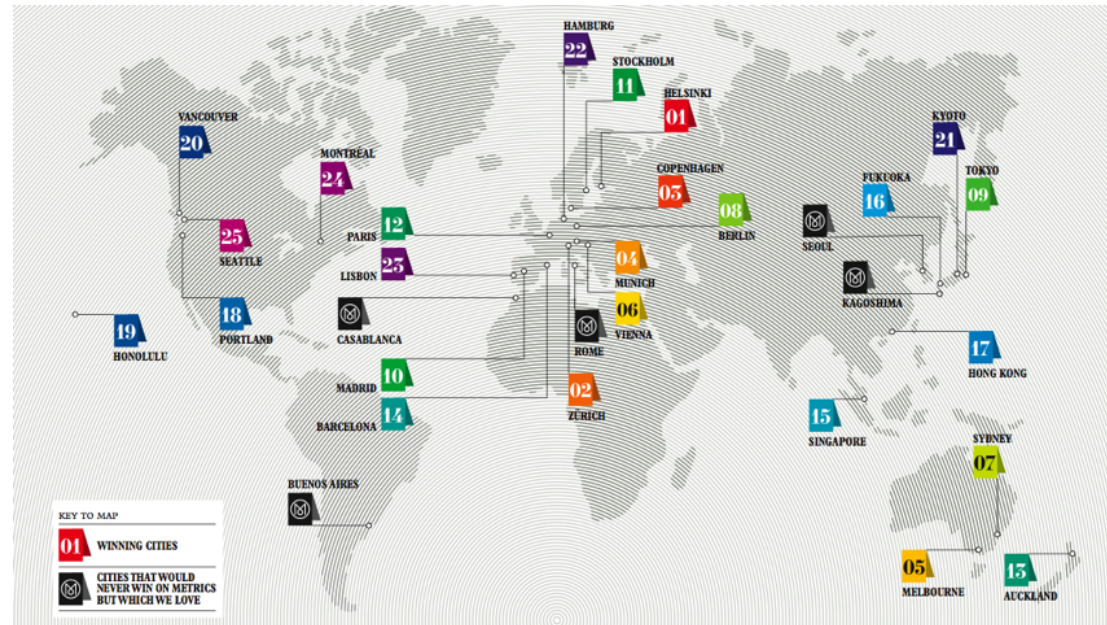 HAMBURG
22
STOCKHOLM
11
HELSINKI
01
VANCOUVER
20
MONTRÉAL
24
COPENHAGEN
03
08
BERLIN
KYOTO
21
TOKYO
09
FUKUOKA
16
SEOUL
25
SEATTLE
PARIS
12
LISBON
23
04
MUNICH
KAGOSHIMA
19
HONOLULU
18
PORTLAND
CASABLANCA
06
VIENNA
ROME
17
HONG KONG
MADRID
10
BARCELONA
14
02
ZÜRICH
15
SINGAPORE
SYDNEY
07
BUENOS AIRES
05
MELBOURNE
13
AUCKLAND
KEY TO MAP
01 WINNING CITIES
CITIES THAT WOULD
NEVER WIN ON METRICS
BUT WHICH WE LOVE